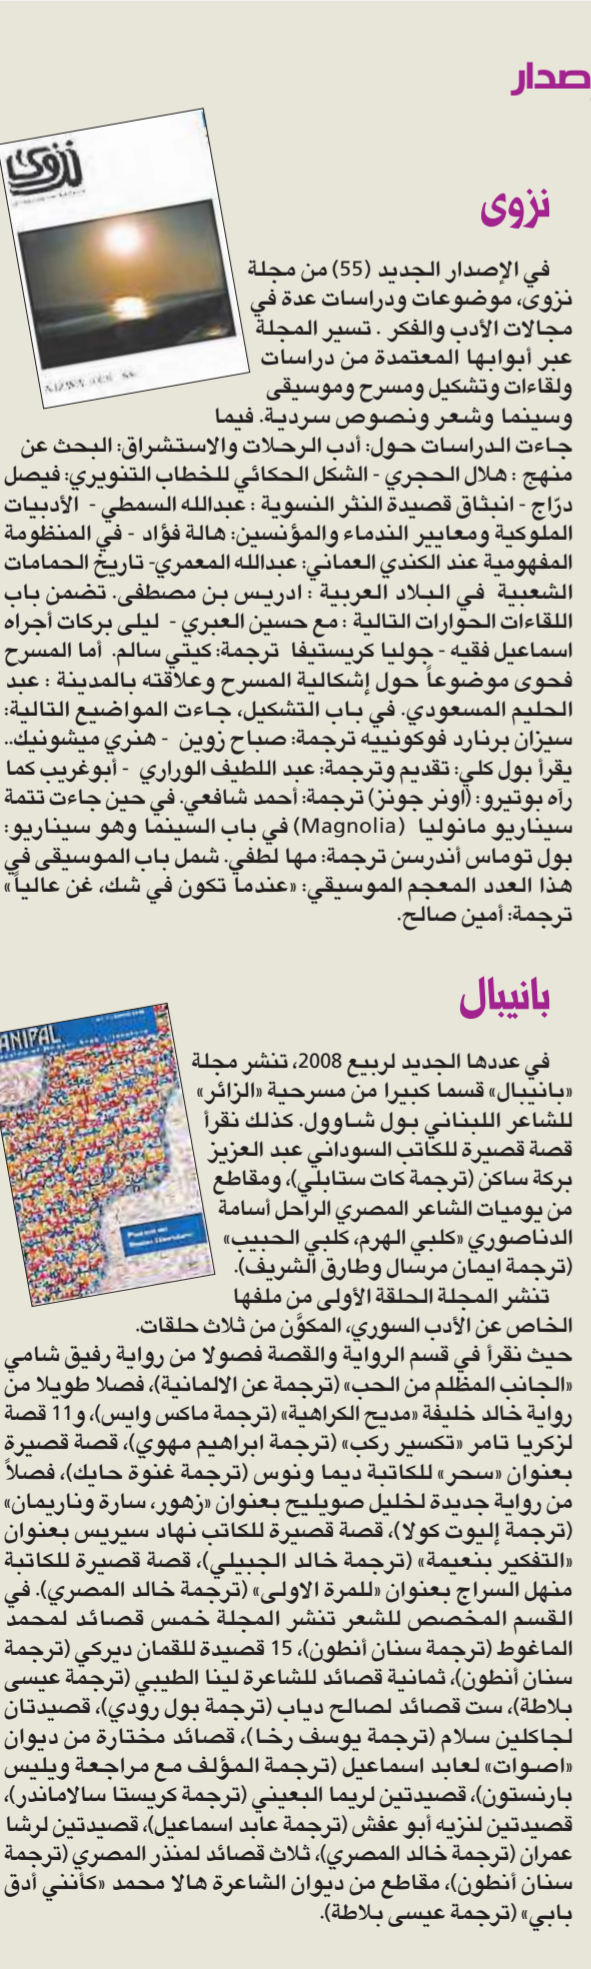 صدار
نزوى
نزوى
في الإصدار الجديد (55) من مجلة
نزوى، موضوعات ودراسات عدة في
مجالات الأدب والفكر . تسير المجلة
عبر أبوابها المعتمدة من دراسات
ولقاءات وتشكيل ومسرح وموسيقى
وسينما وشعر ونصوص سردية. فيما
جاءت الدراسات حول: أدب الرحلات والاستشراق: البحث عن
منهج : هلال الحجري - الشكل الحكائي للخطاب التنويري: فيصل
درّاج - انبثاق قصيدة النثر النسوية : عبدالله السمطي - الأدبيات
الملوكية ومعايير الندماء والمؤنسين: هالة فؤاد - في المنظومة
المفهومية عند الكندي العماني: عبدالله المعمري- تاريخ الحمامات
الشعبية في البلاد العربية : ادريس بن مصطفى. تضمن باب
اللقاءات الحوارات التالية : مع حسين العبري - ليلى بركات أجراه
اسماعيل فقيه - جوليا كريستيفا ترجمة: كيتي سالم. أما المسرح
فحوى موضوعاً حول إشكالية المسرح وعلاقته بالمدينة : عبد
الحليم المسعودي. في باب التشكيل، جاءت المواضيع التالية:
سيزان برنارد فوكونييه ترجمة: صباح زوين - هنري ميشونيك..
يقرأ بول كلي: تقديم وترجمة: عبد اللطيف الوراري - أبوغريب كما
رآه بوتيرو: (اونر جونز) ترجمة: أحمد شافعي. في حين جاءت تتمة
سيناريو مانوليا (Magnolia) في باب السينما وهو سيناريو:
بول توماس أندرسن ترجمة: مها لطفي. شمل باب الموسيقى في
هذا العدد المعجم الموسيقي: «عندما تكون في شك، غن عالياً»
ترجمة: أمين صالح.
بانيبال
ANIPAL
في عددها الجديد لربيع 2008، تنشر مجلة
«بانيبال» قسما كبيرا من مسرحية «الزائر»
للشاعر اللبناني بول شاوول. كذلك نقرأ
قصة قصيرة للكاتب السوداني عبد العزيز
بركة ساكن (ترجمة كات ستابلي)، ومقاطع
من يوميات الشاعر المصري الراحل أسامة
الدناصوري «كلبي الهرم، كلبي الحبيب»
(ترجمة ايمان مرسال وطارق الشريف).
تنشر المجلة الحلقة الأولى من ملفها
الخاص عن الأدب السوري، المكوَّن من ثلاث حلقات.
حيث نقرأ في قسم الرواية والقصة فصولا من رواية رفيق شامي
«الجانب المظلم من الحب» (ترجمة عن الالمانية)، فصلا طويلا من
رواية خالد خليفة «مديح الكراهية» (ترجمة ماكس وايس)، و11 قصة
لزكريا تامر «تكسير ركب» (ترجمة ابراهيم مهوي)، قصة قصيرة
بعنوان «سحر» للكاتبة ديما ونوس (ترجمة غنوة حايك)، فصلاً
من رواية جديدة لخليل صويليح بعنوان «زهور، سارة وناريمان»
(ترجمة إليوت كولا)، قصة قصيرة للكاتب نهاد سيريس بعنوان
«التفكير بنعيمة» (ترجمة خالد الجبيلي)، قصة قصيرة للكاتبة
منهل السراج بعنوان «للمرة الاولى» (ترجمة خالد المصري). في
القسم المخصص للشعر تنشر المجلة خمس قصائد لمحمد
الماغوط (ترجمة سنان أنطون)، 15 قصيدة للقمان ديركي (ترجمة
سنان أنطون)، ثمانية قصائد للشاعرة لينا الطيبي (ترجمة عيسى
بلاطة)، ست قصائد لصالح دياب (ترجمة بول رودي)، قصيدتان
لجاكلين سلام (ترجمة يوسف رخا)، قصائد مختارة من ديوان
«اصوات» لعابد اسماعيل (ترجمة المؤلف مع مراجعة ويليس
بارنستون)، قصيدتين لريما البعيني (ترجمة كريستا سالاماندر)،
قصيدتين لنزيه أبو عفش (ترجمة عابد اسماعيل)، قصيدتين لرشا
عمران (ترجمة خالد المصري)، ثلاث قصائد لمنذر المصري (ترجمة
سنان أنطون)، مقاطع من ديوان الشاعرة هالا محمد «كأنني أدق
بابي» (ترجمة عيسى بلاطة).